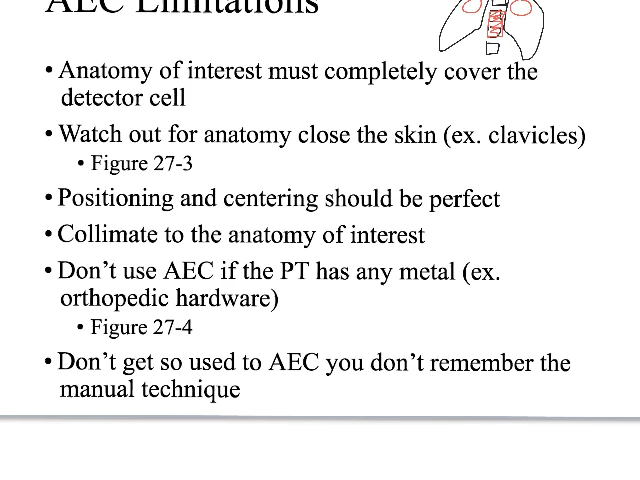 AEC Limitations
• Anatomy of interest must completely cover the
detector cell
• Watch out for anatomy close the skin (ex. clavicles)
• Figure 27-3
• Positioning and centering should be perfect
• Collimate to the anatomy of interest
• Don't use AEC if the PT has any metal (ex.
orthopedic hardware)
• Figure 27-4
• Don't get so used to AEC you don't remember the
manual technique